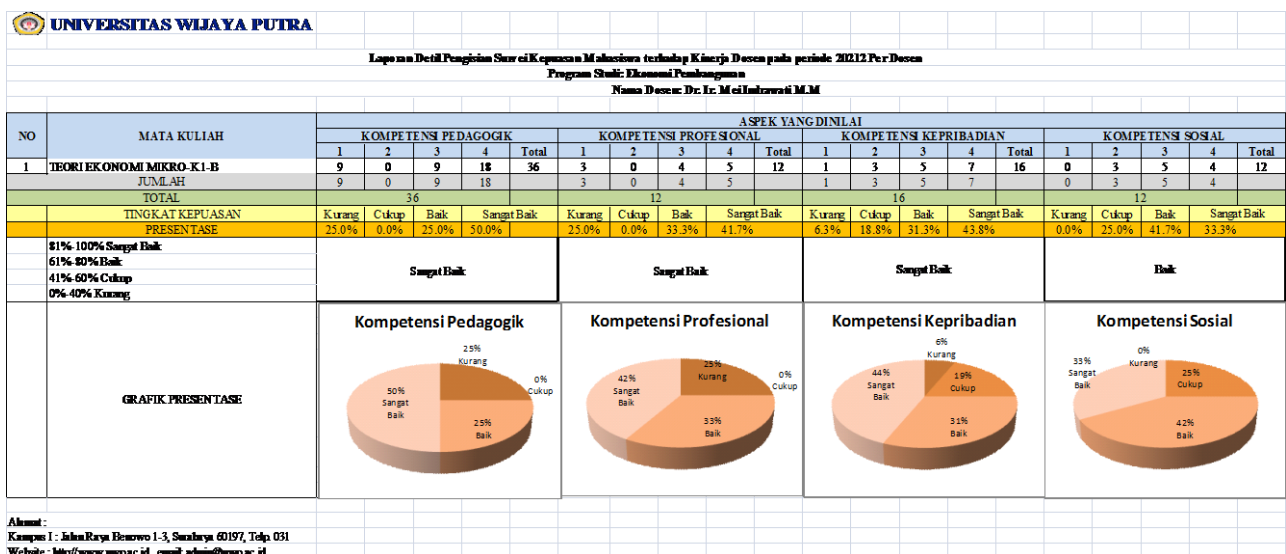 UNIVERSITAS WIJAYA PUTRA
Laporan Detil Pengisian Survei Kepuasan Mahasiswa terhadap Kinerja Dosen pada periode 20212 Per Dosen
Program Studi: Ekonomi Pembangunan
Nama Dosen: Dr. Ir. Mei Indrawati M.M
NO MATA KULIAH ASPEK YANG DINILAI
KOMPETENSI PEDAGOGIK KOMPETENSI PROFESIONAL KOMPETENSI KEPRIBADIAN KOMPETENSI SOSIAL
1 2 3 4 Total 1 2 3 4 Total 1 2 3 4 Total 1 2 3 4 Total
1 TEORI EKONOMI MIKRO-K1-B 9 0 9 18 36 3 0 4 5 12 1 3 5 7 16 0 3 5 4 12
JUMLAH 9 0 9 18 3 0 4 5 1 3 5 7 0 3 5 4
TOTAL 36 12 16 12
TINGKAT KEPUASAN Kurang Cukup Baik Sangat Baik Kurang Cukup Baik Sangat Baik Kurang Cukup Baik Sangat Baik Kurang Cukup Baik Sangat Baik
PRESENTASE 25.0% 0.0% 25.0% 50.0% 25.0% 0.0% 33.3% 41.7% 6.3% 18.8% 31.3% 43.8% 0.0% 25.0% 41.7% 33.3%
81%-100% Sangat Baik
61%-80% Baik
41%-60% Cukup
0%-40% Kurang
Sangat Baik Sangat Baik Sangat Baik Baik
GRAFIK PRESENTASE
Kompetensi Pedagogik
25%
Kurang
0%
Cukup
50%
Sangat
Baik
25%
Baik
Kompetensi Profesional
25%
Kurang
0%
Cukup
42%
Sangat
Baik
33%
Baik
Kompetensi Kepribadian
6%
Kurang
19%
Cukup
44%
Sangat
Baik
31%
Baik
Kompetensi Sosial
0%
Kurang
25%
Cukup
33%
Sangat
Baik
42%
Baik
Alamat :
Kampus I : Jalan Raya Benowo 1-3, Surabaya 60197, Telp. 031
Website : http://www.uwp.ac.id , email: admin@uwp.ac.id